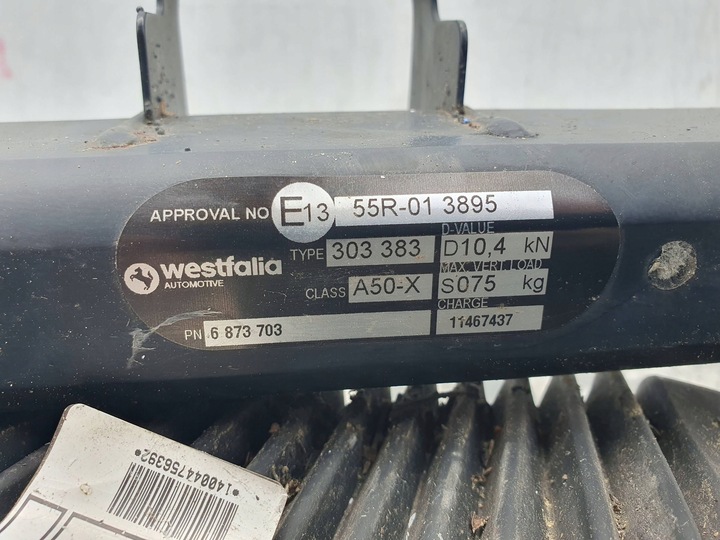 APPROVAL NO E13 55R-01 3895
D-VALUE
TYPE 303 383 D10,4 kN
westfalia
AUTOMOTIVE
MAX VERT.LOAD
CLASS A50-X S075 kg
CHARGE
PN 6 873 703 11467437
*140044756392*